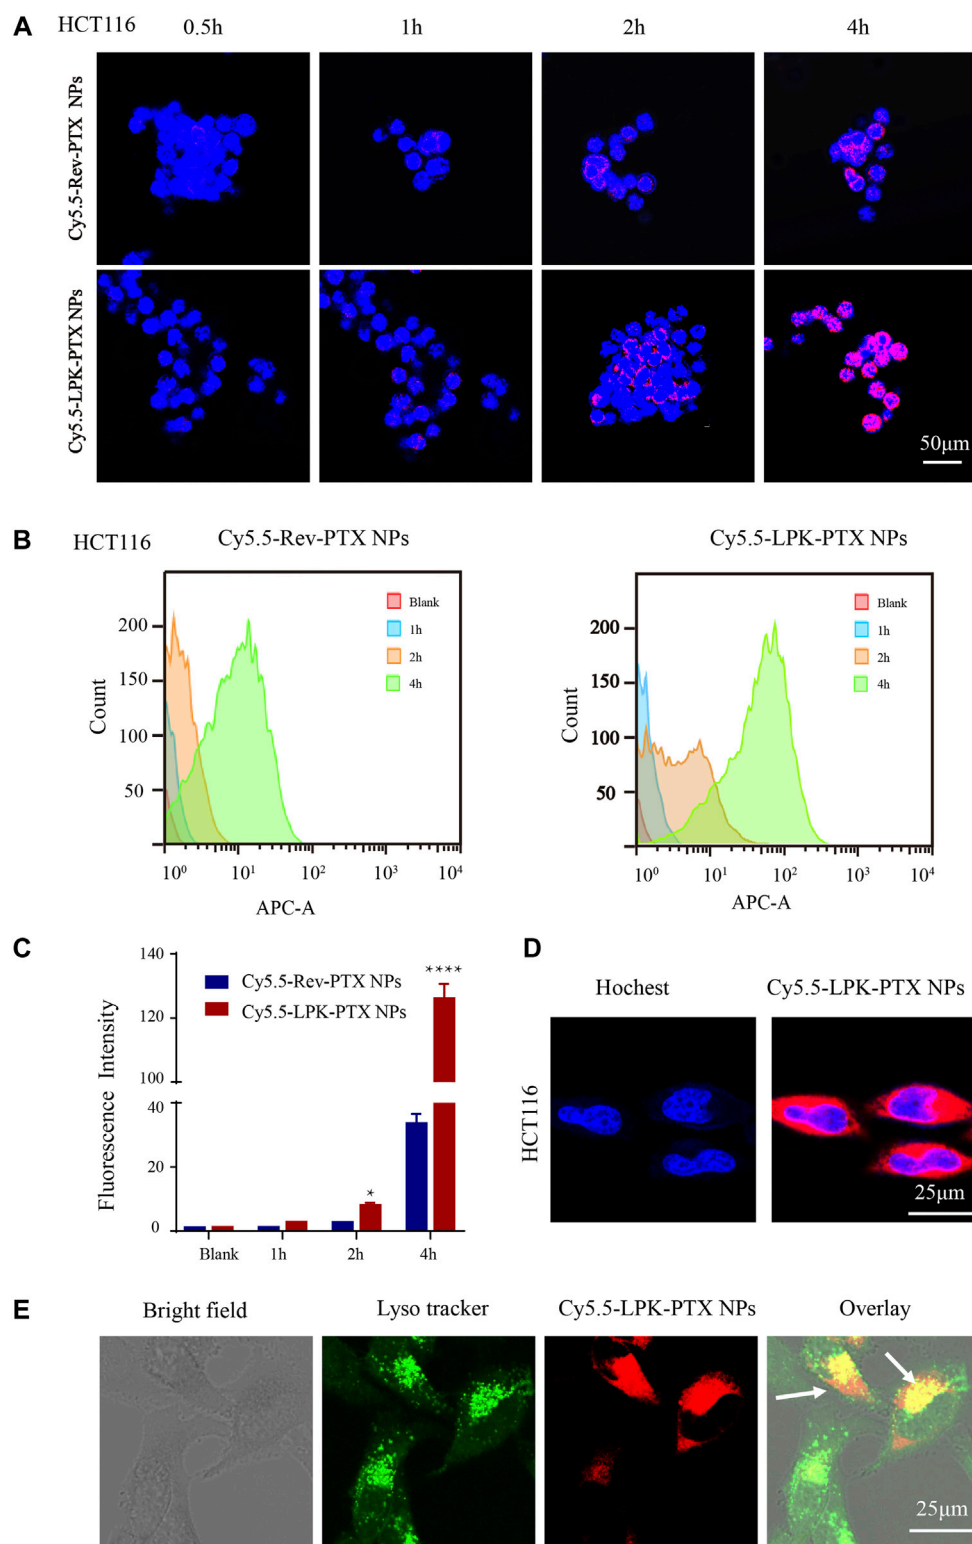 A HCT116 0.5h 1h 2h 4h
Cy5.5-Rev-PTX NPs
Cy5.5-LPK-PTX NPs
50μm
B HCT116 Cy5.5-Rev-PTX NPs Cy5.5-LPK-PTX NPs
Count
200
150
100
50
Blank
1h
2h
4h
10⁰ 10¹ 10² 10³ 10⁴
APC-A
Count
200
150
100
50
Blank
1h
2h
4h
10⁰ 10¹ 10² 10³ 10⁴
APC-A
C
Fluorescence Intensity
140
120
100
40
20
0
Cy5.5-Rev-PTX NPs
Cy5.5-LPK-PTX NPs
*
****
Blank 1h 2h 4h
D
Hochest Cy5.5-LPK-PTX NPs
HCT116
25μm
E
Bright field Lyso tracker Cy5.5-LPK-PTX NPs Overlay
25μm